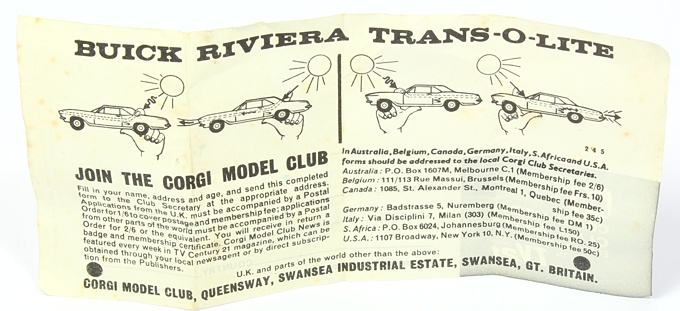 BUICK RIVIERA TRANS-O-LITE
245
JOIN THE CORGI MODEL CLUB
Fill in your name, address and age, and send this completed
form to the Club Secretary at the appropriate address.
Applications from the U.K. must be accompanied by a Postal
Order for 1/6 to cover postage and membership fee; applications
from other parts of the world must be accompanied by a Postal
Order for 2/6 or the equivalent. You will receive in return a
badge and membership certificate. Corgi Model Club News is
featured every week in TV Century 21 magazine, which can be
obtained through your local newsagent or by direct subscrip-
tion from the Publishers.
In Australia, Belgium, Canada, Germany, Italy, S. Africa and U.S.A.
forms should be addressed to the local Corgi Club Secretaries.
Australia : P.O. Box 1607M, Melbourne C.1 (Membership fee 2/6)
Belgium : 111/113 Rue Massui, Brussels (Membership fee Frs. 10)
Canada : 1085, St. Alexander St., Montreal 1, Quebec (Member-
ship fee 35c)
Germany : Badstrasse 5, Nuremberg (Membership fee DM 1)
Italy : Via Disciplini 7, Milan (303) (Membership fee L150)
S. Africa : P.O. Box 6024, Johannesburg (Membership fee RO. 25)
U.S.A. : 1107 Broadway, New York 10, N.Y. (Membership fee 50c)
U.K. and parts of the world other than the above:
CORGI MODEL CLUB, QUEENSWAY, SWANSEA INDUSTRIAL ESTATE, SWANSEA, GT. BRITAIN.